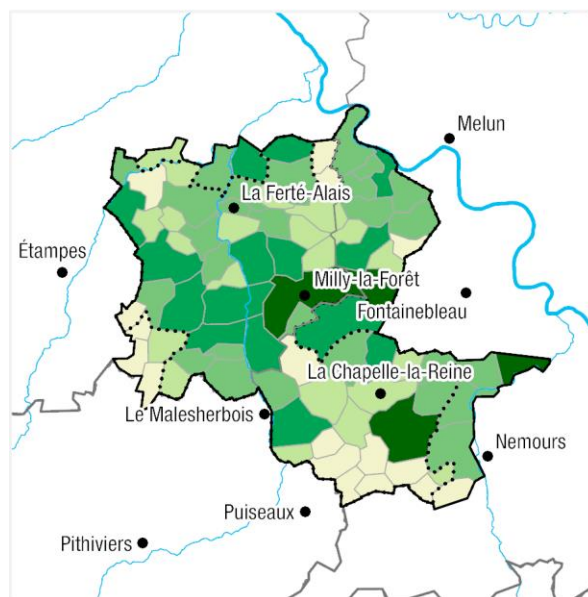 Melun
La Ferté-Alais
Étampes
Milly-la-Forêt
Fontainebleau
La Chapelle-la-Reine
Le Malesherbois
Nemours
Puiseaux
Pithiviers